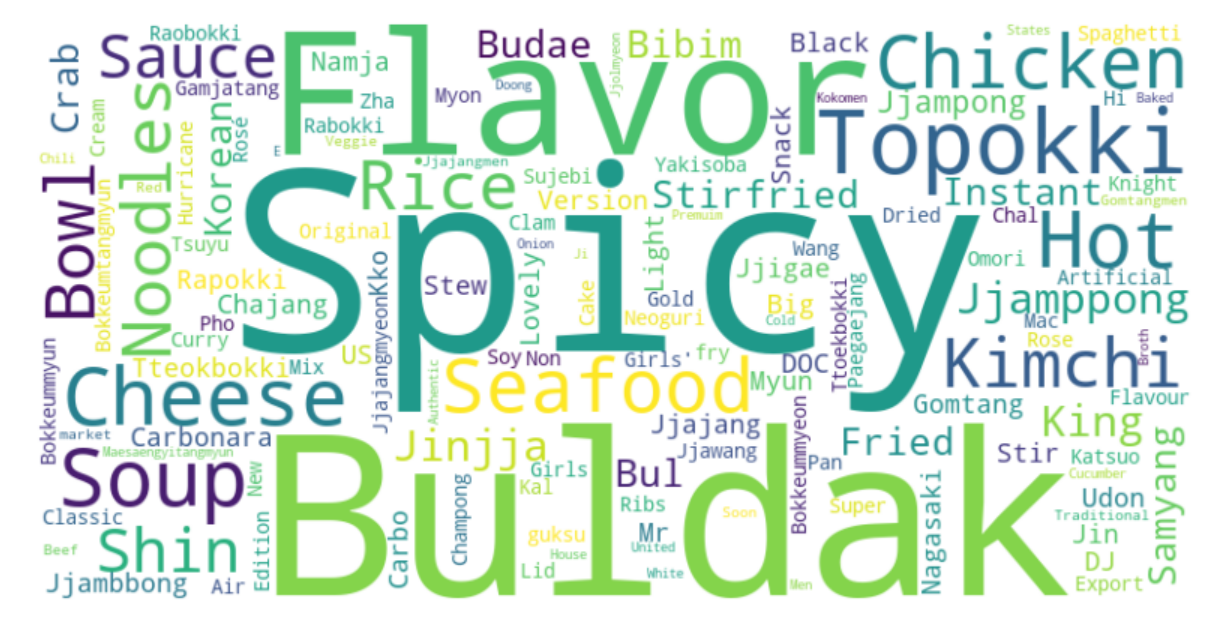 Raobokki
States
Spaghetti
Sauce
Flavor
Budae
Bibim
Black
Chicken
Crab
Namja
Gamjatang
Zha
Myon
Doong
Jjolmyeon
Kokomen
Jjampong
Hi
Baked
Cream
Noodles
Hurricane
Korean
Rosé
Rabokki
Veggie
E
Snack
Topokki
Chili
Red
Jjajangmen
Rice
Sujebi
Yakisoba
Version
Stirfried
Instant
Knight
Gomtangmen
Bowl
Bokkeumtangmyun
Original
Spicy
Clam
Light
Premuim
Dried
Chal
Hot
Tsuyu
Onion
Ji
Wang
Omori
Artificial
Rapokki
Kko
Stew
Lovely
Cake
Jjigae
Chajang
Jjajangmyeon
Gold
Big
Paegaejang
Jjamppong
Pho
Neoguri
Cold
Ttoekbokki
Mac
Curry
US
Soy
Non
Girls'
fry
DOC
Rose
Broth
Bokkeummyun
Tteokbokki
Mix
Authentic
Seafood
Myun
Kimchi
Cheese
Gomtang
Flavour
market
Carbonara
Jinjja
Jjajang
Bokkeummyeon
Fried
King
Maesaengyitangmyun
Jjawang
Stir
Katsuo
Soup
New
Buldak
Girls
Bul
Pan
Cucumber
Samyang
Kal
Ribs
Super
Nagasaki
Udon
Classic
Edition
Carbo
Champong
guksu
Mr
Soon
Traditional
Shin
Jin
Beef
House
United
DJ
Jjambbong
Air
Lid
White
Men
Export